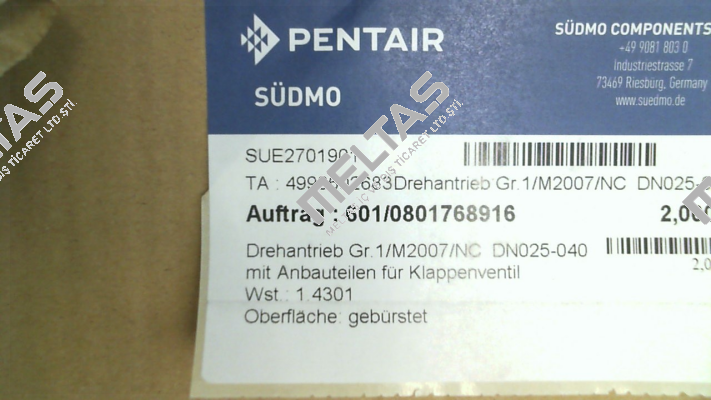 PENTAIR
SÜDMO
SÜDMO COMPONENTS
+49 9081 803 0
Industriestrasse 7
73469 Riesbürg, Germany
www.suedmo.de
SUE2701901
TA : Drehantrieb Gr.1/M2007/NC DN025-
Auftrag : 601/0801768916
Drehantrieb Gr.1/M2007/NC DN025-040
mit Anbauteilen für Klappenventil
Wst.: 1.4301
Oberfläche: gebürstet
2,0
MELTAS